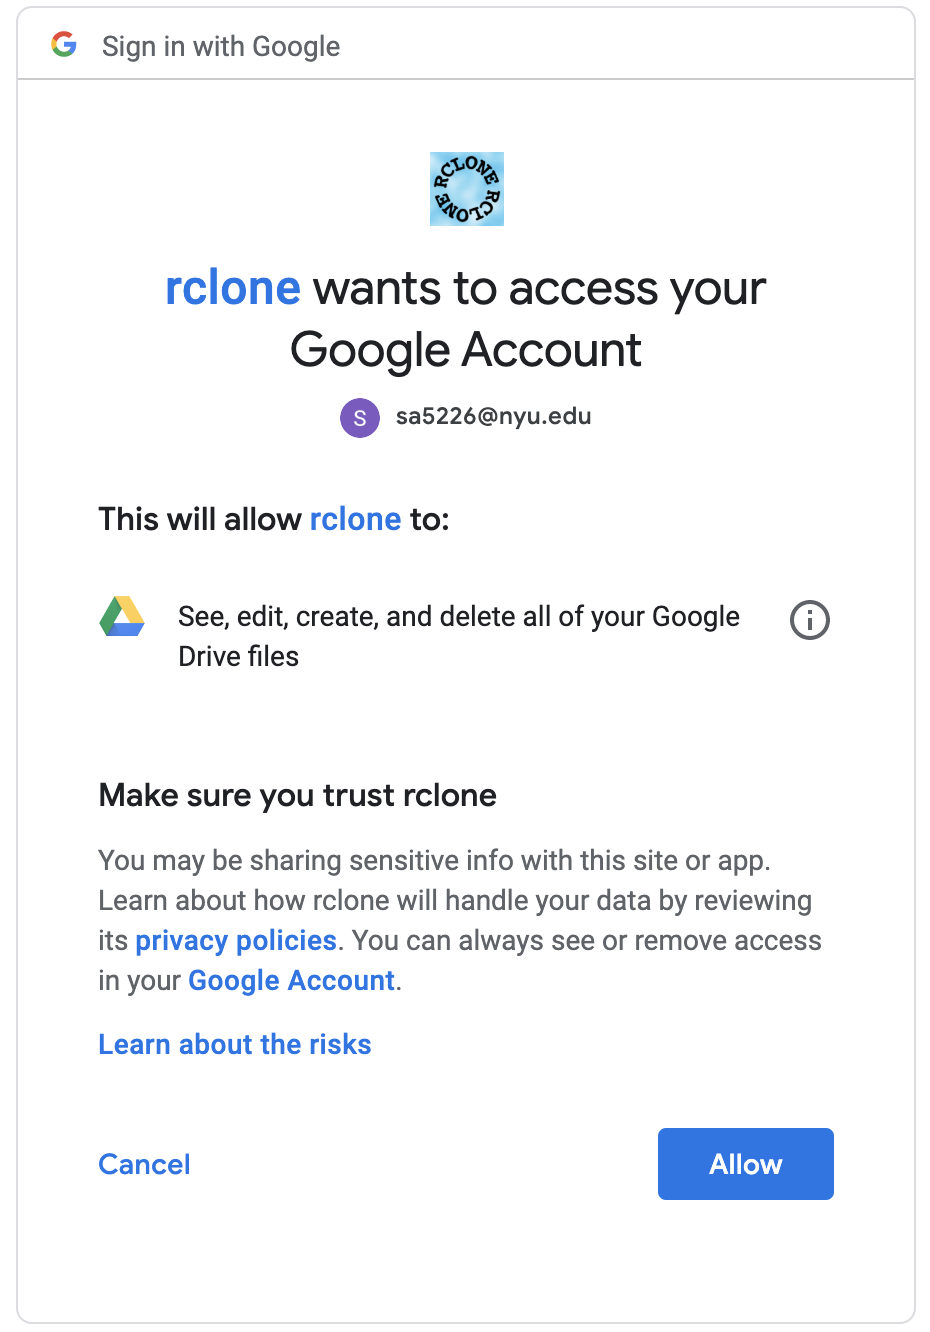 Sign in with Google
RCLONE RCLONE
rclone wants to access your
Google Account
S sa5226@nyu.edu
This will allow rclone to:
See, edit, create, and delete all of your Google
Drive files
Make sure you trust rclone
You may be sharing sensitive info with this site or app.
Learn about how rclone will handle your data by reviewing
its privacy policies. You can always see or remove access
in your Google Account.
Learn about the risks
Cancel Allow